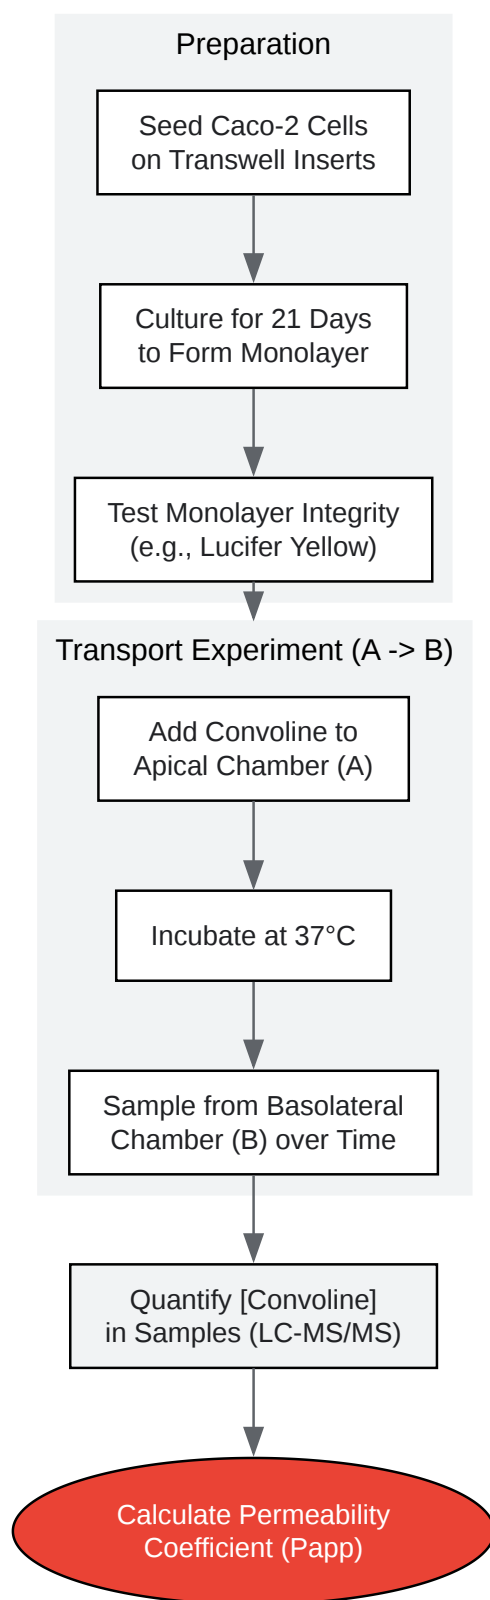 Preparation
Seed Caco-2 Cells
on Transwell Inserts
Culture for 21 Days
to Form Monolayer
Test Monolayer Integrity
(e.g., Lucifer Yellow)
Transport Experiment (A -> B)
Add Convoline to
Apical Chamber (A)
Incubate at 37°C
Sample from Basolateral
Chamber (B) over Time
Quantify [Convoline]
in Samples (LC-MS/MS)
Calculate Permeability
Coefficient (Papp)